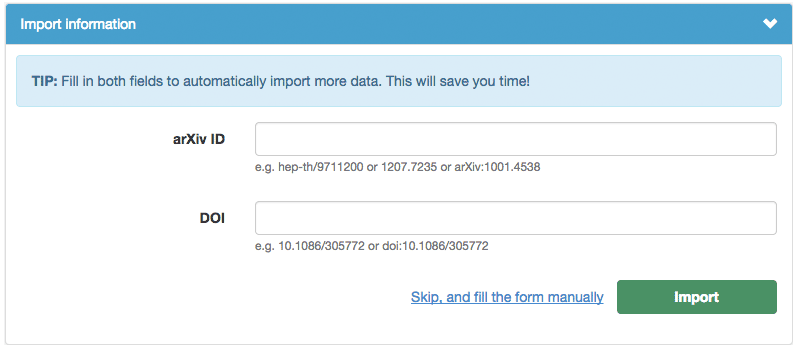 Import information
TIP: Fill in both fields to automatically import more data. This will save you time!
arXiv ID
e.g. hep-th/9711200 or 1207.7235 or arXiv:1001.4538
DOI
e.g. 10.1086/305772 or doi:10.1086/305772
Skip, and fill the form manually Import